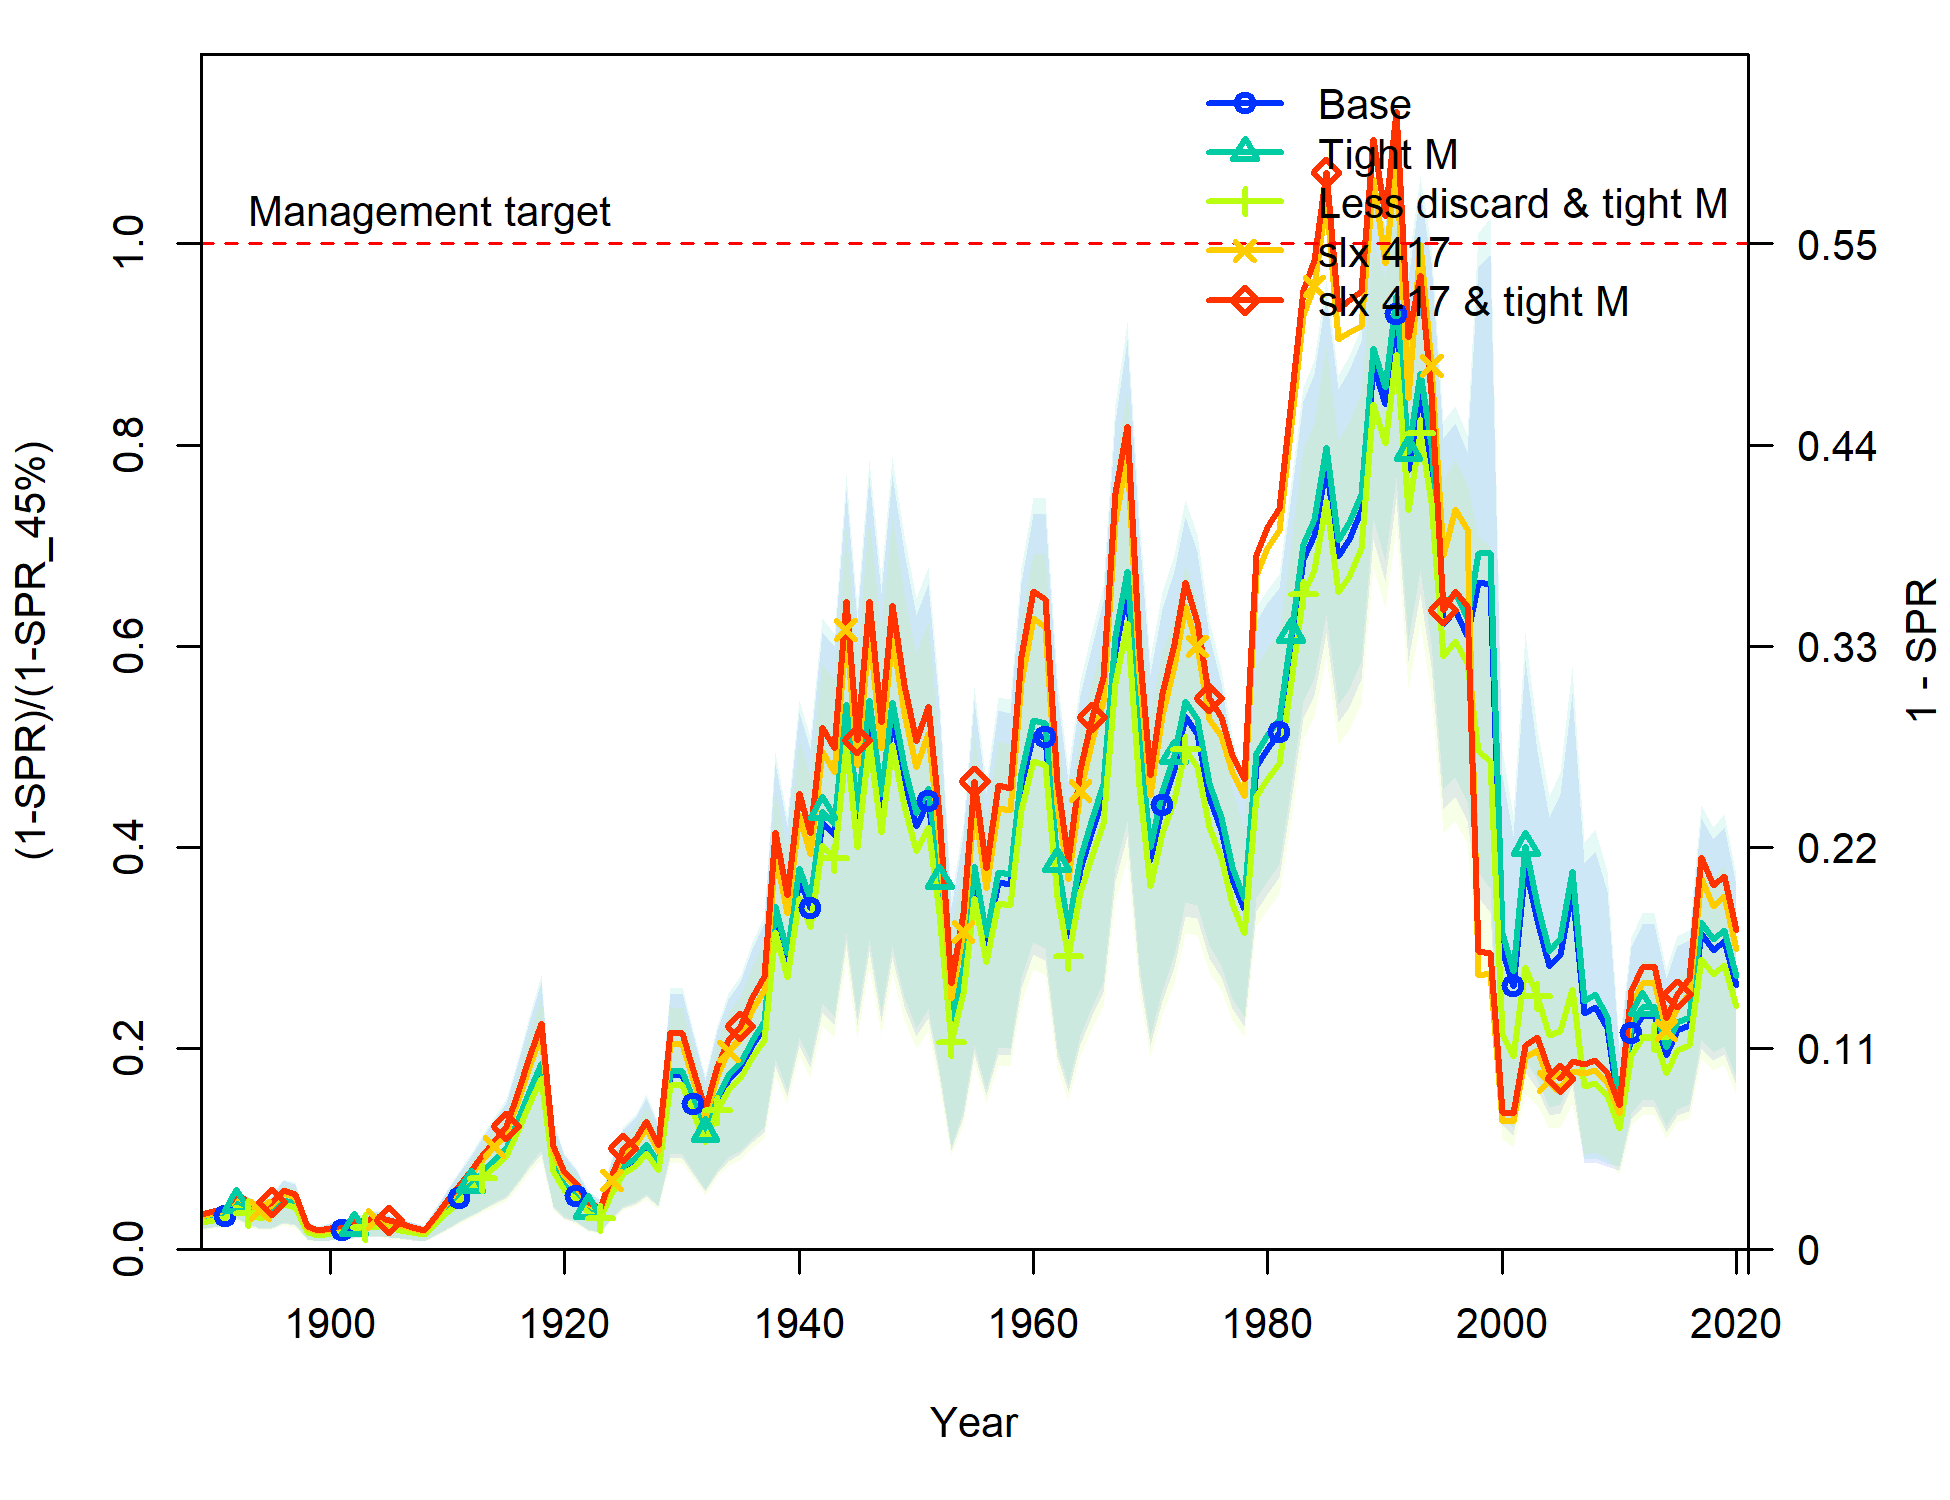 Base
Tight M
Less discard & tight M
slx 417
slx 417 & tight M
Management target
(1-SPR)/(1-SPR_45%)
0.0
0.2
0.4
0.6
0.8
1.0
1 - SPR
0.55
0.44
0.33
0.22
0.11
0
1900
1920
1940
1960
1980
2000
2020
Year